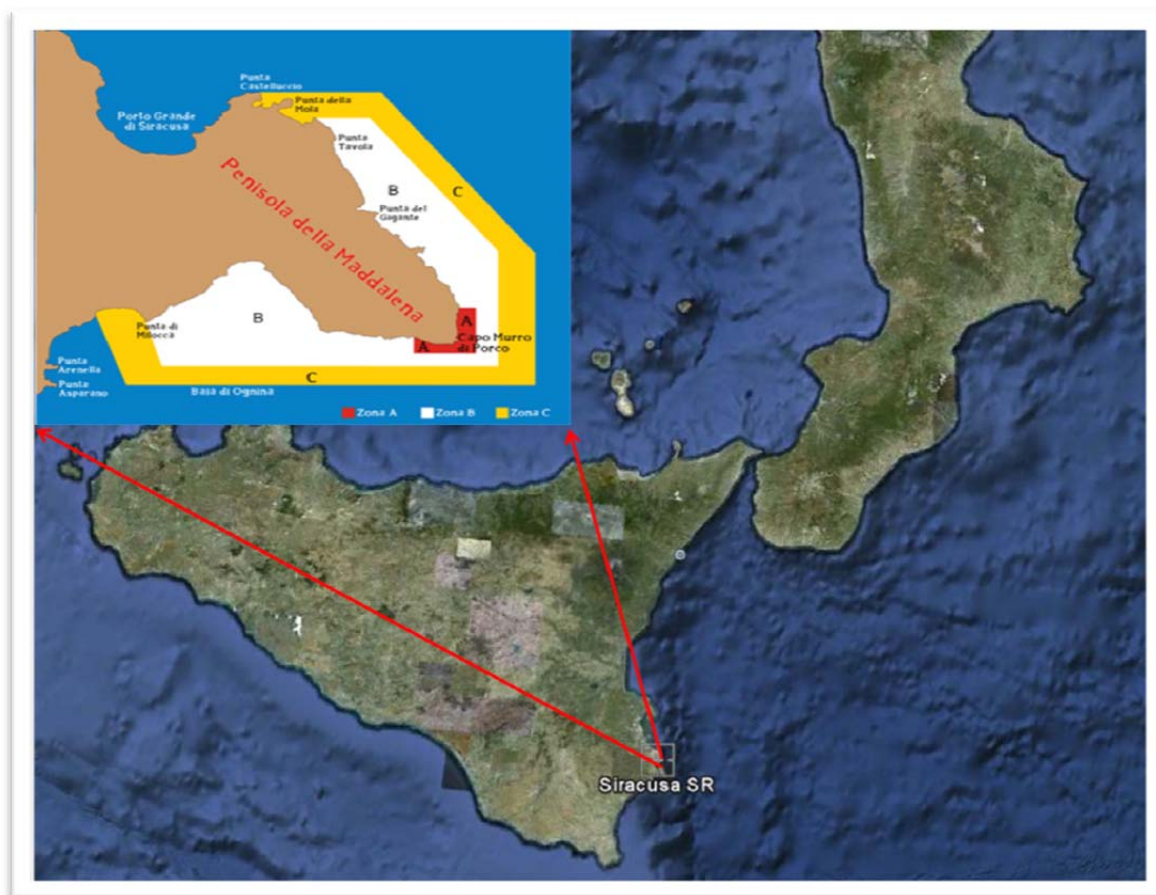 Punta
Castelluccio
Punta della
Mola
Porto Grande
di Siracusa
Punta
Tavola
Penisola della Maddalena
B
C
Punta del
Gigante
B
A
Punta di
Milocca
Capo Murro
di Porco
A
Punta
Arenella
Punta
Asparano
C
Baia di Ognina
Zona A
Zona B
Zona C
Siracusa SR